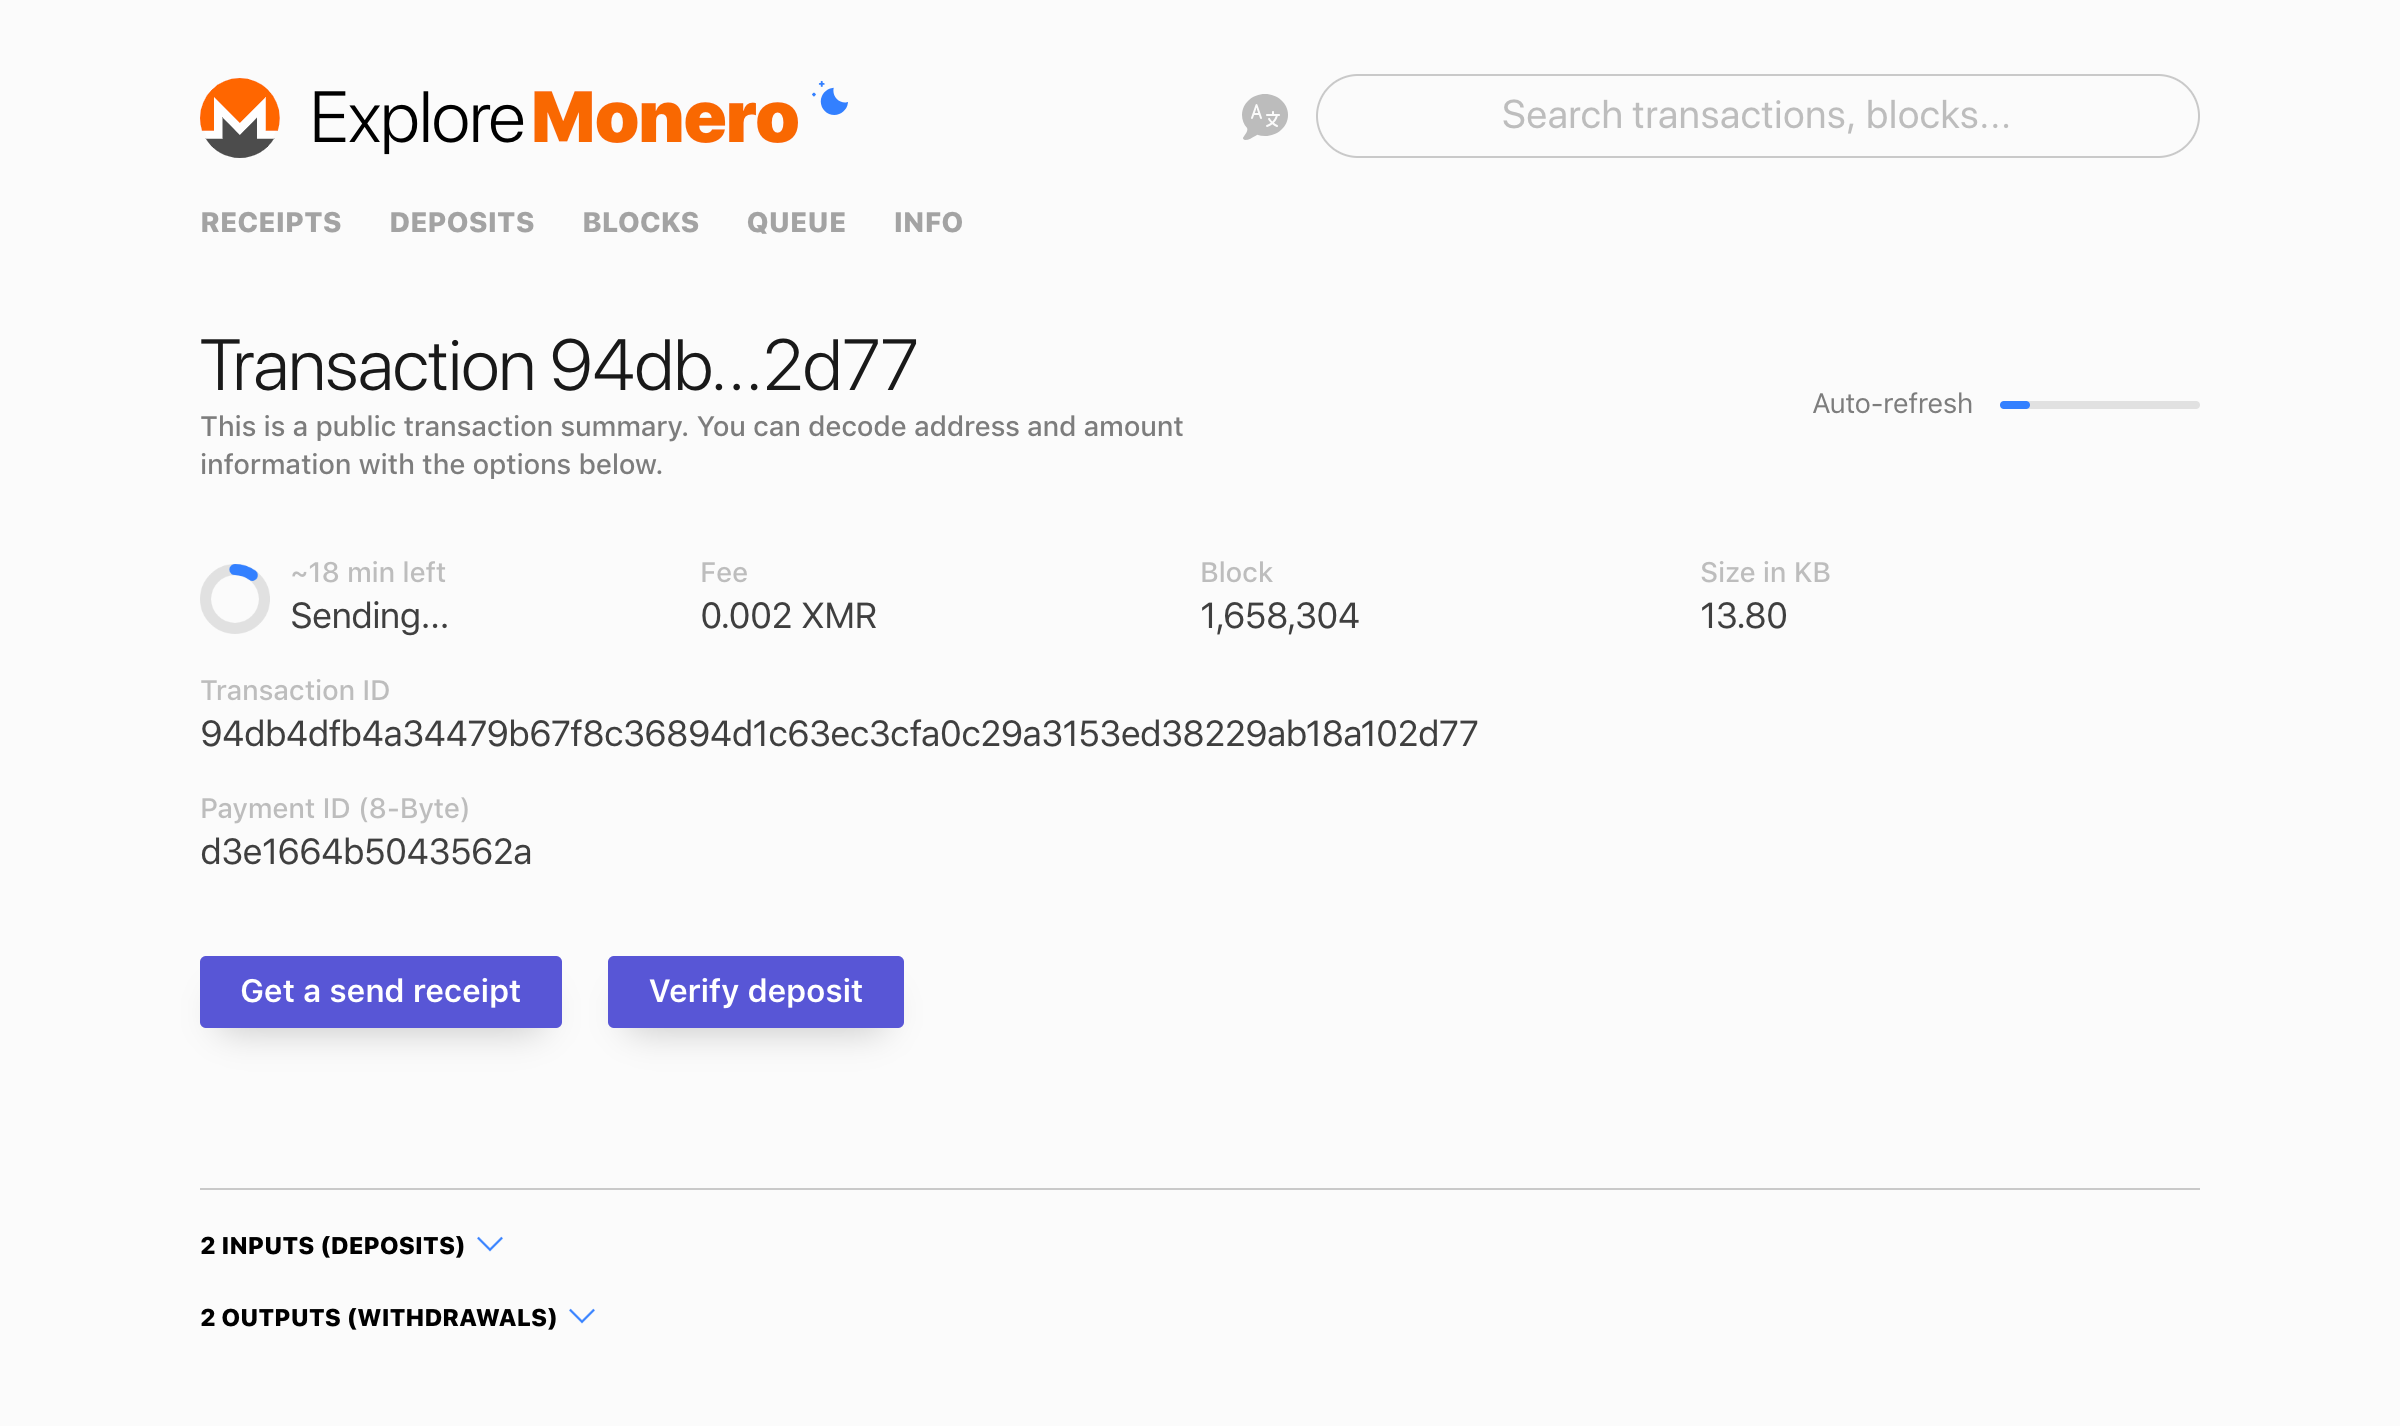 ExploreMonero
Search transactions, blocks...
RECEIPTS DEPOSITS BLOCKS QUEUE INFO
Transaction 94db...2d77
This is a public transaction summary. You can decode address and amount
information with the options below.
Auto-refresh
~18 min left
Sending...
Fee
0.002 XMR
Block
1,658,304
Size in KB
13.80
Transaction ID
94db4dfb4a34479b67f8c36894d1c63ec3cfa0c29a3153ed38229ab18a102d77
Payment ID (8-Byte)
d3e1664b5043562a
Get a send receipt
Verify deposit
2 INPUTS (DEPOSITS)
2 OUTPUTS (WITHDRAWALS)